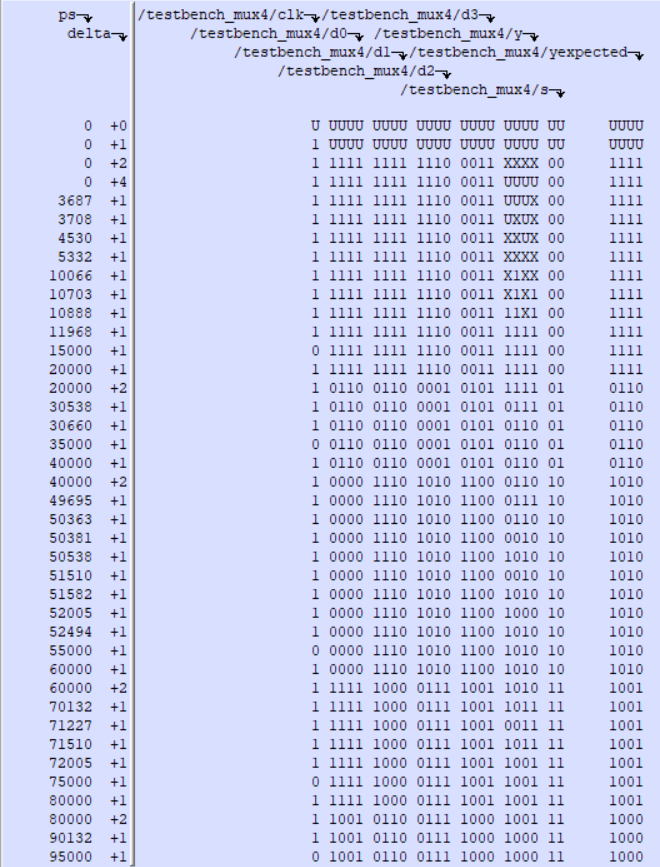 ps /testbench_mux4/clk /testbench_mux4/d3
delta /testbench_mux4/d0 /testbench_mux4/y
/testbench_mux4/d1 /testbench_mux4/yexpected
/testbench_mux4/d2
/testbench_mux4/s
0 +0 U UUUU UUUU UUUU UUUU UUUU UU UUUU
0 +1 1 UUUU UUUU UUUU UUUU UUUU UU UUUU
0 +2 1 1111 1111 1110 0011 XXXX 00 1111
0 +4 1 1111 1111 1110 0011 UUUU 00 1111
3687 +1 1 1111 1111 1110 0011 UUUX 00 1111
3708 +1 1 1111 1111 1110 0011 UXUX 00 1111
4530 +1 1 1111 1111 1110 0011 XXUX 00 1111
5332 +1 1 1111 1111 1110 0011 XXXX 00 1111
10066 +1 1 1111 1111 1110 0011 X1XX 00 1111
10703 +1 1 1111 1111 1110 0011 X1X1 00 1111
10888 +1 1 1111 1111 1110 0011 11X1 00 1111
11968 +1 1 1111 1111 1110 0011 1111 00 1111
15000 +1 0 1111 1111 1110 0011 1111 00 1111
20000 +1 1 1111 1111 1110 0011 1111 00 1111
20000 +2 1 0110 0110 0001 0101 1111 01 0110
30538 +1 1 0110 0110 0001 0101 0111 01 0110
30660 +1 1 0110 0110 0001 0101 0110 01 0110
35000 +1 0 0110 0110 0001 0101 0110 01 0110
40000 +1 1 0110 0110 0001 0101 0110 01 0110
40000 +2 1 0000 1110 1010 1100 0110 10 1010
49695 +1 1 0000 1110 1010 1100 0111 10 1010
50363 +1 1 0000 1110 1010 1100 0110 10 1010
50381 +1 1 0000 1110 1010 1100 0010 10 1010
50538 +1 1 0000 1110 1010 1100 1010 10 1010
51510 +1 1 0000 1110 1010 1100 0010 10 1010
51582 +1 1 0000 1110 1010 1100 1010 10 1010
52005 +1 1 0000 1110 1010 1100 1000 10 1010
52494 +1 1 0000 1110 1010 1100 1010 10 1010
55000 +1 0 0000 1110 1010 1100 1010 10 1010
60000 +1 1 0000 1110 1010 1100 1010 10 1010
60000 +2 1 1111 1000 0111 1001 1010 11 1001
70132 +1 1 1111 1000 0111 1001 1011 11 1001
71227 +1 1 1111 1000 0111 1001 0011 11 1001
71510 +1 1 1111 1000 0111 1001 1011 11 1001
72005 +1 1 1111 1000 0111 1001 1001 11 1001
75000 +1 0 1111 1000 0111 1001 1001 11 1001
80000 +1 1 1111 1000 0111 1001 1001 11 1001
80000 +2 1 1001 0110 0111 1000 1001 11 1000
90132 +1 1 1001 0110 0111 1000 1000 11 1000
95000 +1 0 1001 0110 0111 1000 1000 11 1000